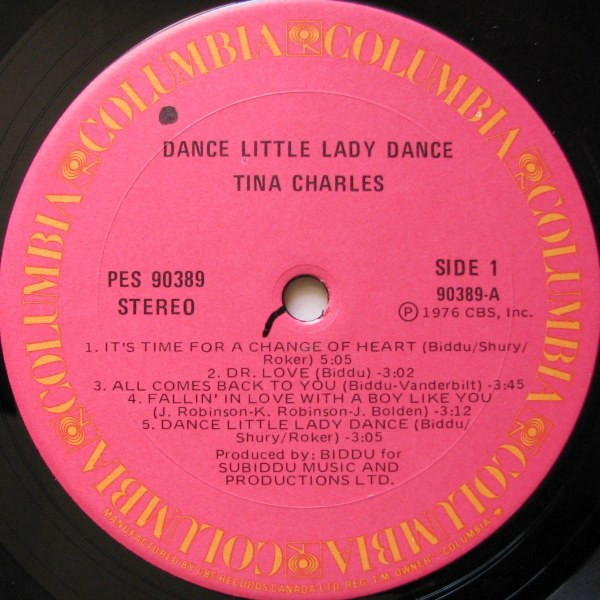 COLUMBIA COLUMBIA COLUMBIA COLUMBIA COLUMBIA COLUMBIA COLUMBIA COLUMBIA
DANCE LITTLE LADY DANCE
TINA CHARLES
PES 90389
STEREO
SIDE 1
90389-A
Ⓟ 1976 CBS, Inc.
1. IT'S TIME FOR A CHANGE OF HEART (Biddu/Shury/
Roker) 5:05
2. DR. LOVE (Biddu) -3:02
3. ALL COMES BACK TO YOU (Biddu-Vanderbilt) -3:45
4. FALLIN' IN LOVE WITH A BOY LIKE YOU
(J. Robinson-K. Robinson-J. Bolden) -3:12
5. DANCE LITTLE LADY DANCE (Biddu/
Shury/Roker) -3:05
Produced by: BIDDU for
SUBIDDU MUSIC AND
PRODUCTIONS LTD.
MANUFACTURED BY CBS RECORDS CANADA LTD. REG. T.M. OWNER-"COLUMBIA"